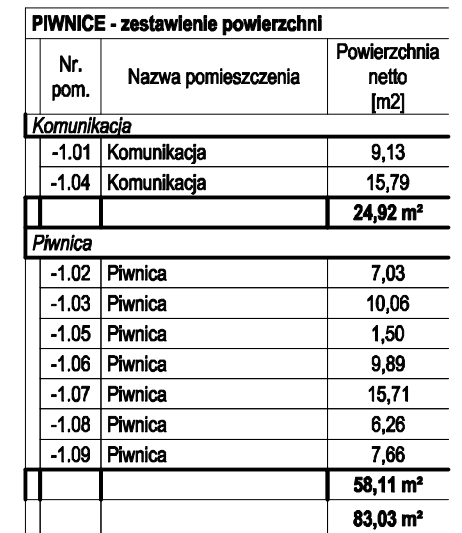 PIWNICE - zestawienie powierzchni
Nr. pom. Nazwa pomieszczenia Powierzchnia netto [m2]
Komunikacja
-1.01 Komunikacja 9,13
-1.04 Komunikacja 15,79
24,92 m²
Piwnica
-1.02 Piwnica 7,03
-1.03 Piwnica 10,06
-1.05 Piwnica 1,50
-1.06 Piwnica 9,89
-1.07 Piwnica 15,71
-1.08 Piwnica 6,26
-1.09 Piwnica 7,66
58,11 m²
83,03 m²